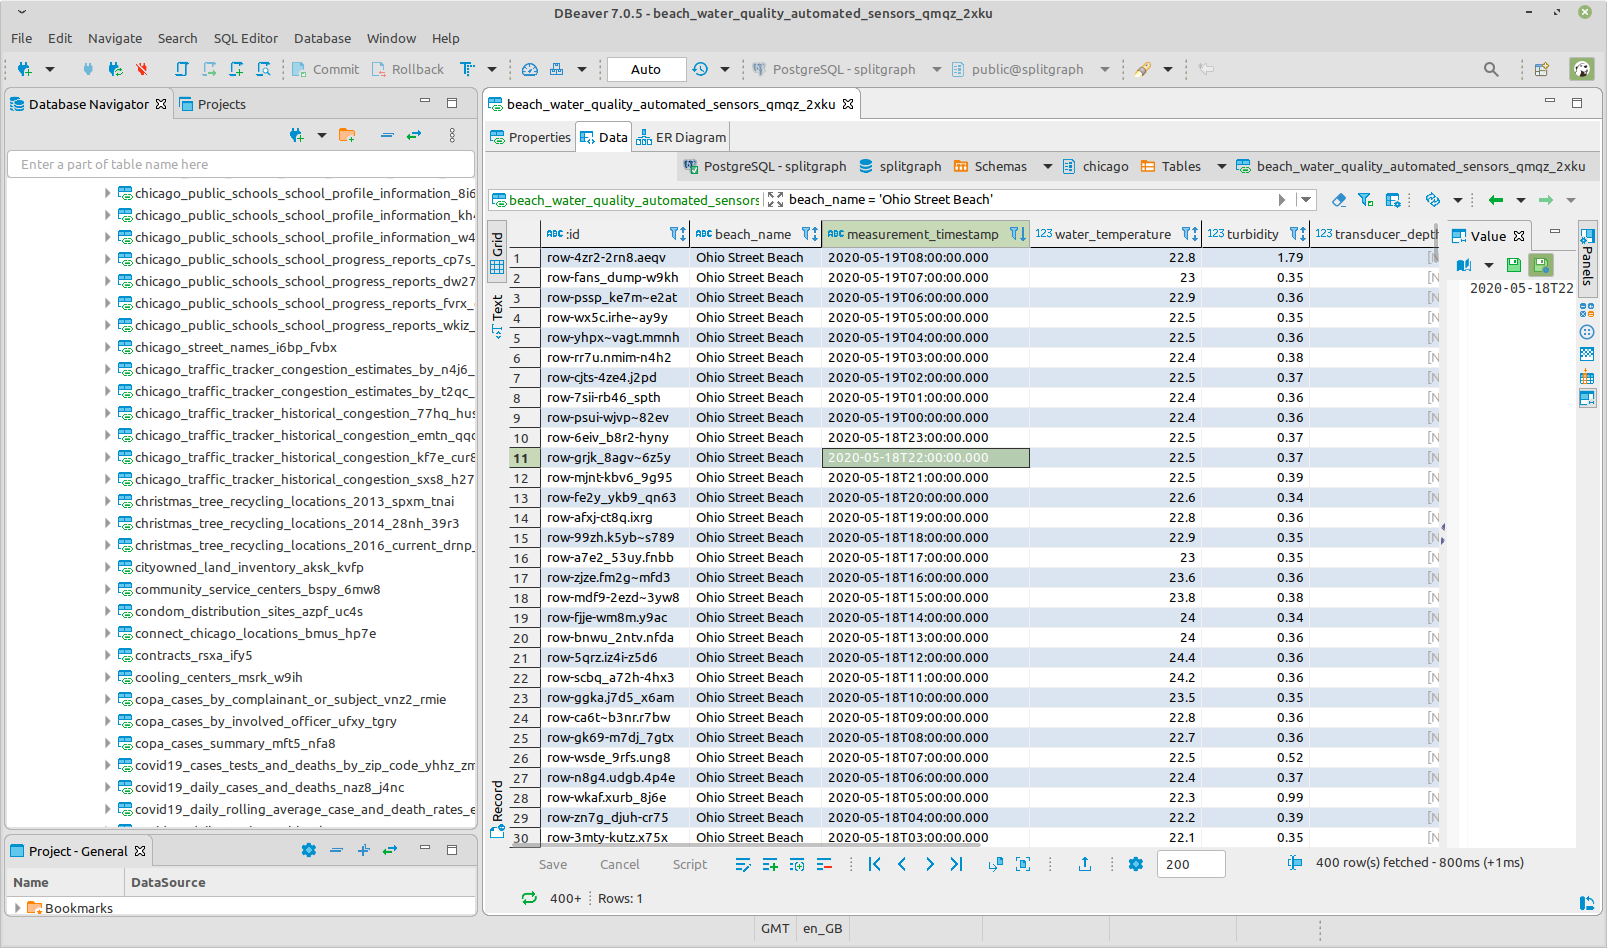 DBeaver 7.0.5 - beach_water_quality_automated_sensors_qmqz_2xku
File Edit Navigate Search SQL Editor Database Window Help
Commit Rollback Auto PostgreSQL - splitgraph public@splitgraph
Database Navigator Projects
Enter a part of table name here
chicago_public_schools_school_profile_information_8i6
chicago_public_schools_school_profile_information_kh4
chicago_public_schools_school_profile_information_w4
chicago_public_schools_school_progress_reports_cp7s_
chicago_public_schools_school_progress_reports_dw27
chicago_public_schools_school_progress_reports_fvrx_
chicago_public_schools_school_progress_reports_wkiz_
chicago_street_names_i6bp_fvbx
chicago_traffic_tracker_congestion_estimates_by_n4j6_
chicago_traffic_tracker_congestion_estimates_by_t2qc_
chicago_traffic_tracker_historical_congestion_77hq_hus
chicago_traffic_tracker_historical_congestion_emtn_qqc
chicago_traffic_tracker_historical_congestion_kf7e_cur8
chicago_traffic_tracker_historical_congestion_sxs8_h27
christmas_tree_recycling_locations_2013_spxm_tnai
christmas_tree_recycling_locations_2014_28nh_39r3
christmas_tree_recycling_locations_2016_current_drnp_
cityowned_land_inventory_aksk_kvfp
community_service_centers_bspy_6mw8
condom_distribution_sites_azpf_uc4s
connect_chicago_locations_bmus_hp7e
contracts_rsxa_ify5
cooling_centers_msrk_w9ih
copa_cases_by_complainant_or_subject_vnz2_rmie
copa_cases_by_involved_officer_ufxy_tgry
copa_cases_summary_mft5_nfa8
covid19_cases_tests_and_deaths_by_zip_code_yhhz_zm
covid19_daily_cases_and_deaths_naz8_j4nc
covid19_daily_rolling_average_case_and_death_rates_e
Project - General
Name DataSource
Bookmarks
beach_water_quality_automated_sensors_qmqz_2xku
Properties Data ER Diagram
PostgreSQL - splitgraph splitgraph Schemas chicago Tables beach_water_quality_automated_sensors_qmqz_2xku
beach_water_quality_automated_sensors beach_name = 'Ohio Street Beach'
Grid
Text
Record
ABC :id ABC beach_name ABC measurement_timestamp 123 water_temperature 123 turbidity 123 transducer_depth
1 row-4zr2-2rn8.aeqv Ohio Street Beach 2020-05-19T08:00:00.000 22.8 1.79 [N
2 row-fans_dump-w9kh Ohio Street Beach 2020-05-19T07:00:00.000 23 0.35 [N
3 row-pssp_ke7m~e2at Ohio Street Beach 2020-05-19T06:00:00.000 22.9 0.36 [N
4 row-wx5c.irhe~ay9y Ohio Street Beach 2020-05-19T05:00:00.000 22.5 0.35 [N
5 row-yhpx~vagt.mmnh Ohio Street Beach 2020-05-19T04:00:00.000 22.5 0.36 [N
6 row-rr7u.nmim-n4h2 Ohio Street Beach 2020-05-19T03:00:00.000 22.4 0.38 [N
7 row-cjts-4ze4.j2pd Ohio Street Beach 2020-05-19T02:00:00.000 22.5 0.37 [N
8 row-7sii-rb46_spth Ohio Street Beach 2020-05-19T01:00:00.000 22.4 0.36 [N
9 row-psui-wjvp~82ev Ohio Street Beach 2020-05-19T00:00:00.000 22.4 0.36 [N
10 row-6eiv_b8r2-hyny Ohio Street Beach 2020-05-18T23:00:00.000 22.5 0.37 [N
11 row-grjk_8agv~6z5y Ohio Street Beach 2020-05-18T22:00:00.000 22.5 0.37 [N
12 row-mjnt-kbv6_9g95 Ohio Street Beach 2020-05-18T21:00:00.000 22.5 0.39 [N
13 row-fe2y_ykb9_qn63 Ohio Street Beach 2020-05-18T20:00:00.000 22.6 0.34 [N
14 row-afxj-ct8q.ixrg Ohio Street Beach 2020-05-18T19:00:00.000 22.8 0.36 [N
15 row-99zh.k5yb~s789 Ohio Street Beach 2020-05-18T18:00:00.000 22.9 0.35 [N
16 row-a7e2_53uy.fnbb Ohio Street Beach 2020-05-18T17:00:00.000 23 0.35 [N
17 row-zjze.fm2g~mfd3 Ohio Street Beach 2020-05-18T16:00:00.000 23.6 0.36 [N
18 row-mdf9-2ezd~3yw8 Ohio Street Beach 2020-05-18T15:00:00.000 23.8 0.38 [N
19 row-fjje-wm8m.y9ac Ohio Street Beach 2020-05-18T14:00:00.000 24 0.34 [N
20 row-bnwu_2ntv.nfda Ohio Street Beach 2020-05-18T13:00:00.000 24 0.36 [N
21 row-5qrz.iz4i-z5d6 Ohio Street Beach 2020-05-18T12:00:00.000 24.4 0.36 [N
22 row-scbq_a72h-4hx3 Ohio Street Beach 2020-05-18T11:00:00.000 24.2 0.36 [N
23 row-ggka.j7d5_x6am Ohio Street Beach 2020-05-18T10:00:00.000 23.5 0.35 [N
24 row-ca6t~b3nr.r7bw Ohio Street Beach 2020-05-18T09:00:00.000 22.8 0.36 [N
25 row-gk69-m7dj_7gtx Ohio Street Beach 2020-05-18T08:00:00.000 22.7 0.36 [N
26 row-wsde_9rfs.ung8 Ohio Street Beach 2020-05-18T07:00:00.000 22.5 0.52 [N
27 row-n8g4.udgb.4p4e Ohio Street Beach 2020-05-18T06:00:00.000 22.4 0.37 [N
28 row-wkaf.xurb_8j6e Ohio Street Beach 2020-05-18T05:00:00.000 22.3 0.99 [N
29 row-zn7g_djuh-cr75 Ohio Street Beach 2020-05-18T04:00:00.000 22.2 0.39 [N
30 row-3mty-kutz.x75x Ohio Street Beach 2020-05-18T03:00:00.000 22.1 0.35 [N
Value
2020-05-18T22
Panels
Save Cancel Script 200 400 row(s) fetched - 800ms (+1ms)
400+ Rows: 1
GMT en_GB